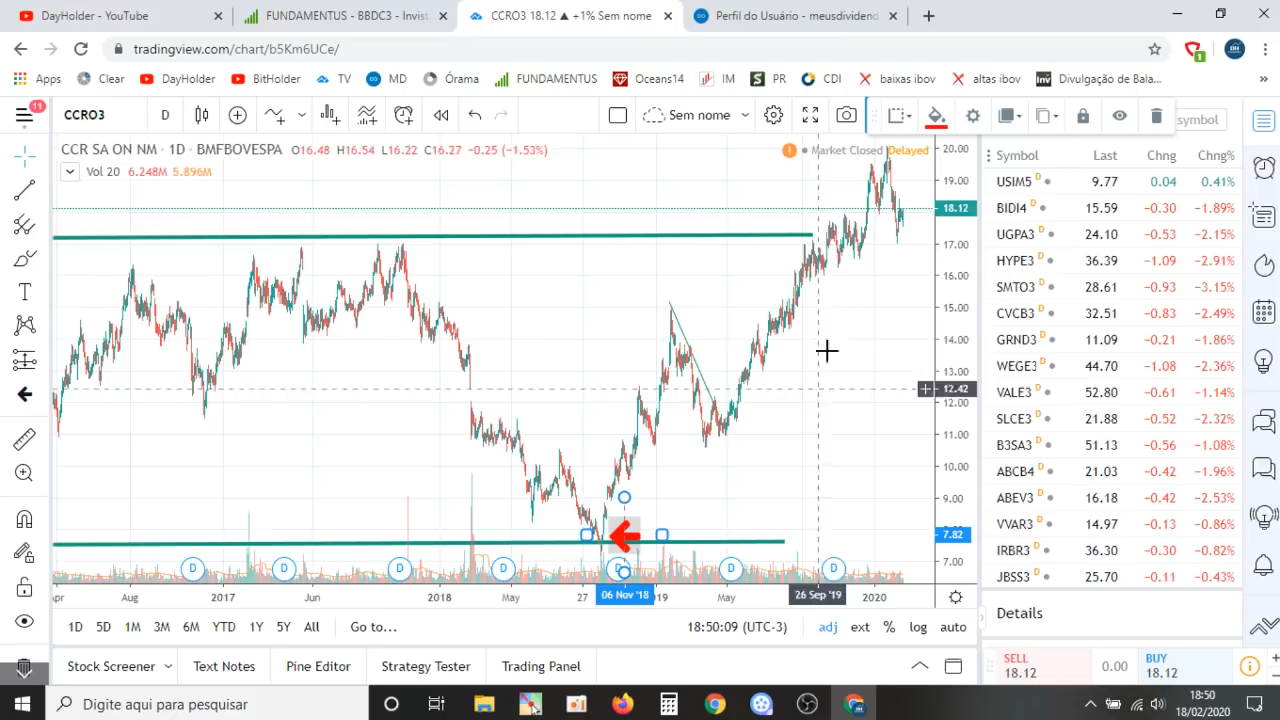 DayHolder - YouTube
FUNDAMENTUS - BBDC3 - Invist
CCRO3 18.12 ▲ +1% Sem nome
Perfil do Usuário - meusdividend
tradingview.com/chart/b5Km6UCe/
Apps Clear DayHolder BitHolder TV MD Órama FUNDAMENTUS Oceans14 IM PR CDI baixas ibov altas ibov Divulgação de Bala...
11
CCRO3 D Sem nome symbol
CCR SA ON NM · 1D · BMFBOVESPA O16.48 H16.54 L16.22 C16.27 -0.25 (-1.53%) Market Closed Delayed
Vol 20 6.248M 5.896M
20.00
19.00
18.12
17.00
16.00
15.00
14.00
13.00
12.42
12.00
11.00
10.00
9.00
7.82
7.00
D D D D D D D
Apr Aug 2017 Jun 2018 May 27 06 Nov '18 May 26 Sep '19 2020
Symbol Last Chng Chng%
USIM5 D 9.77 0.04 0.41%
BIDI4 D 15.59 -0.30 -1.89%
UGPA3 D 24.10 -0.53 -2.15%
HYPE3 D 36.39 -1.09 -2.91%
SMTO3 D 28.61 -0.93 -3.15%
CVCB3 D 32.51 -0.83 -2.49%
GRND3 D 11.09 -0.21 -1.86%
WEGE3 D 44.70 -1.08 -2.36%
VALE3 D 52.80 -0.61 -1.14%
SLCE3 D 21.88 -0.52 -2.32%
B3SA3 D 51.13 -0.56 -1.08%
ABCB4 D 21.03 -0.42 -1.96%
ABEV3 D 16.18 -0.42 -2.53%
VVAR3 D 14.97 -0.13 -0.86%
IRBR3 D 36.30 -0.30 -0.82%
JBSS3 D 25.70 -0.11 -0.43%
Details
1D 5D 1M 3M 6M YTD 1Y 5Y All Go to... 18:50:09 (UTC-3) adj ext % log auto
Stock Screener Text Notes Pine Editor Strategy Tester Trading Panel
SELL
18.12
0.00
BUY
18.12
Digite aqui para pesquisar
18:50
18/02/2020